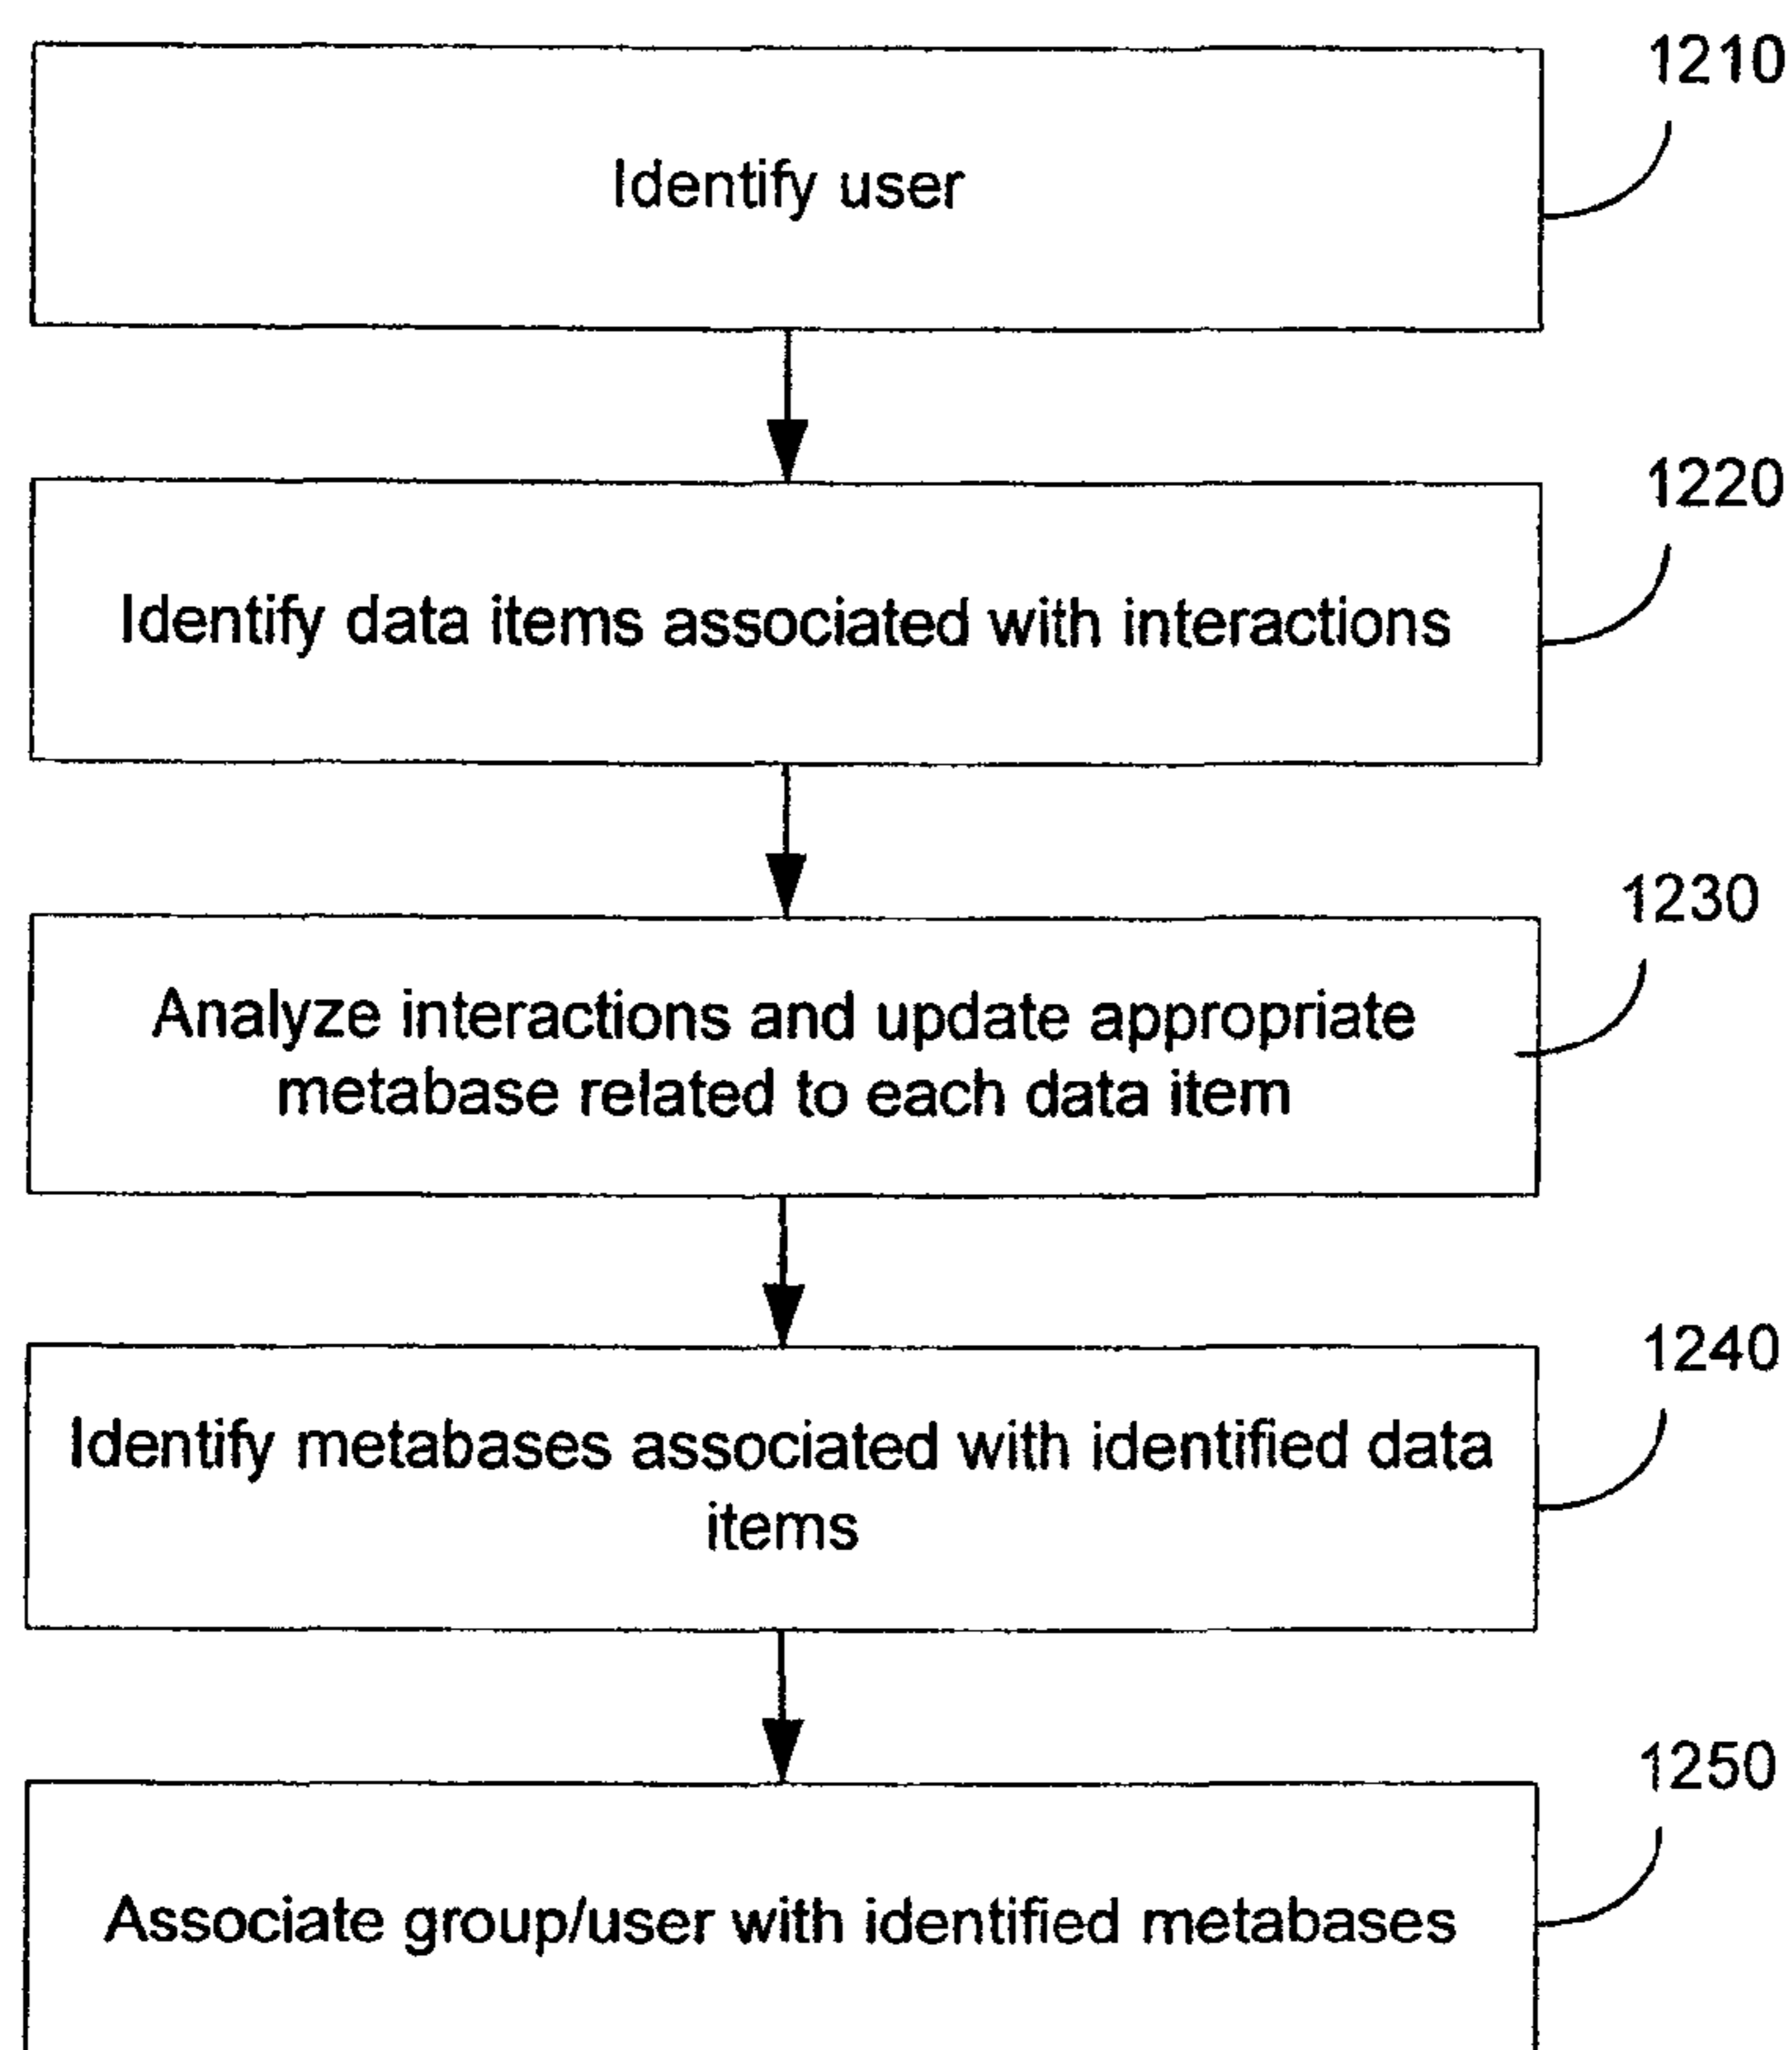 1210
Identify user
1220
Identify data items associated with interactions
1230
Analyze interactions and update appropriate
metabase related to each data item
1240
Identify metabases associated with identified data
items
1250
Associate group/user with identified metabases